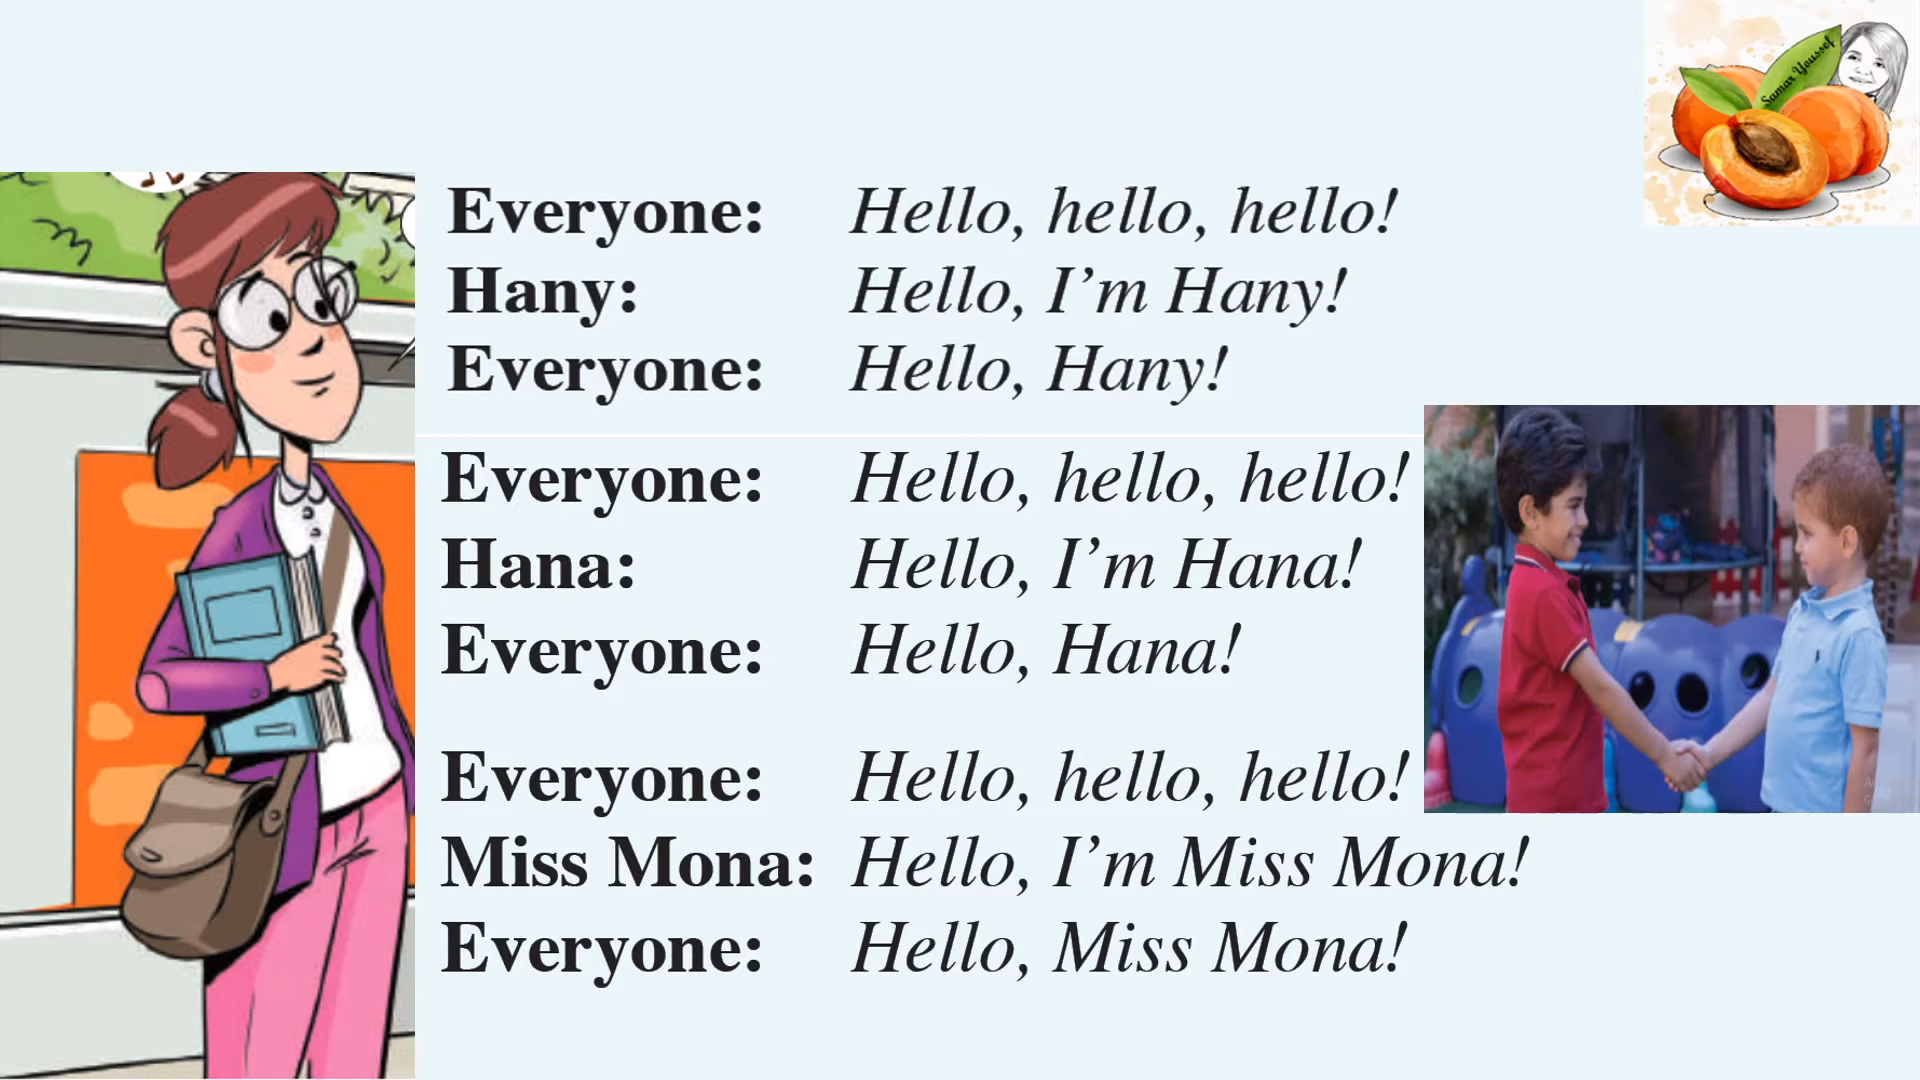 Samar Youssef
Everyone: Hello, hello, hello!
Hany: Hello, I’m Hany!
Everyone: Hello, Hany!
Everyone: Hello, hello, hello!
Hana: Hello, I’m Hana!
Everyone: Hello, Hana!
Everyone: Hello, hello, hello!
Miss Mona: Hello, I’m Miss Mona!
Everyone: Hello, Miss Mona!